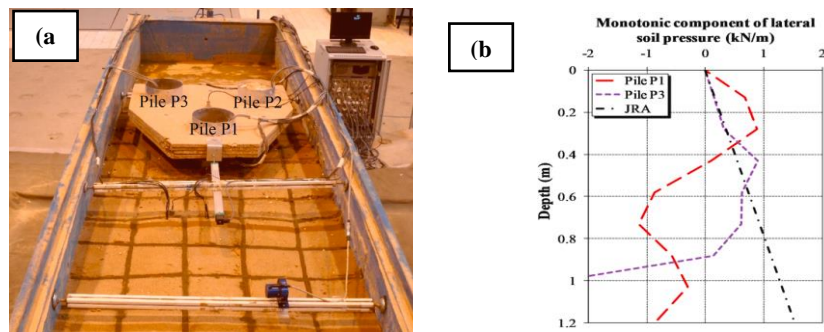 (a
Pile P3
Pile P2
Pile P1
(b)
Monotonic component of lateral
soil pressure (kN/m)
-2 -1 0 1 2
0
0.2
0.4
0.6
0.8
1
1.2
Depth (m)
Pile P1
Pile P3
JRA